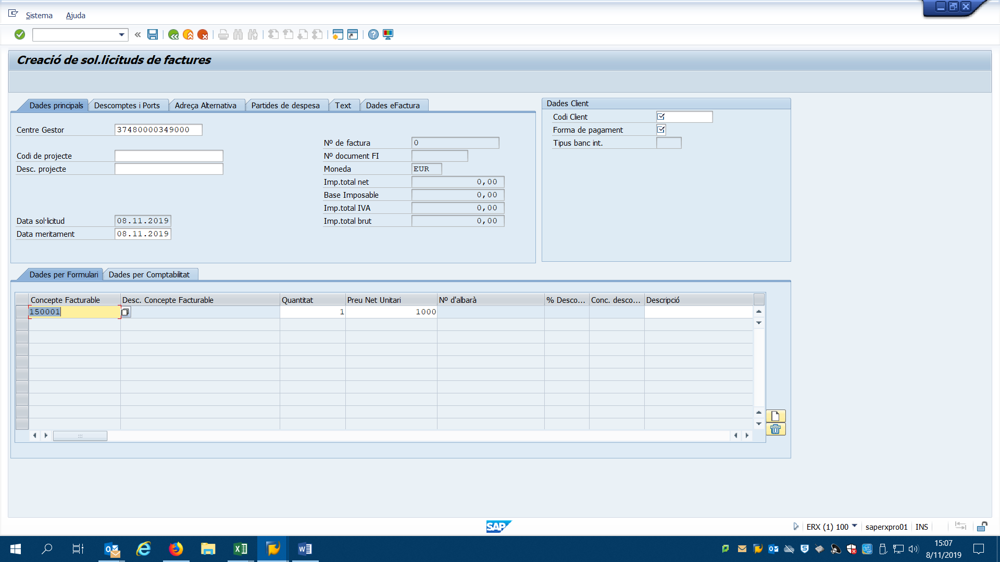 Sistema Ajuda
Creació de sol.licituds de factures
Dades principals Descomptes i Ports Adreça Alternativa Partides de despesa Text Dades eFactura
Centre Gestor 37480000349000
Codi de projecte
Desc. projecte
Data sol·licitud 08.11.2019
Data meritament 08.11.2019
Nº de factura 0
Nº document FI
Moneda EUR
Imp.total net 0,00
Base Imposable 0,00
Imp.total IVA 0,00
Imp.total brut 0,00
Dades Client
Codi Client
Forma de pagament
Tipus banc int.
Dades per Formulari Dades per Comptabilitat
Concepte Facturable Desc. Concepte Facturable Quantitat Preu Net Unitari Nº d'albarà % Desco... Conc. desco... Descripció
150001 1 1000
SAP
ERX (1) 100 saperxpro01 INS
15:07
8/11/2019